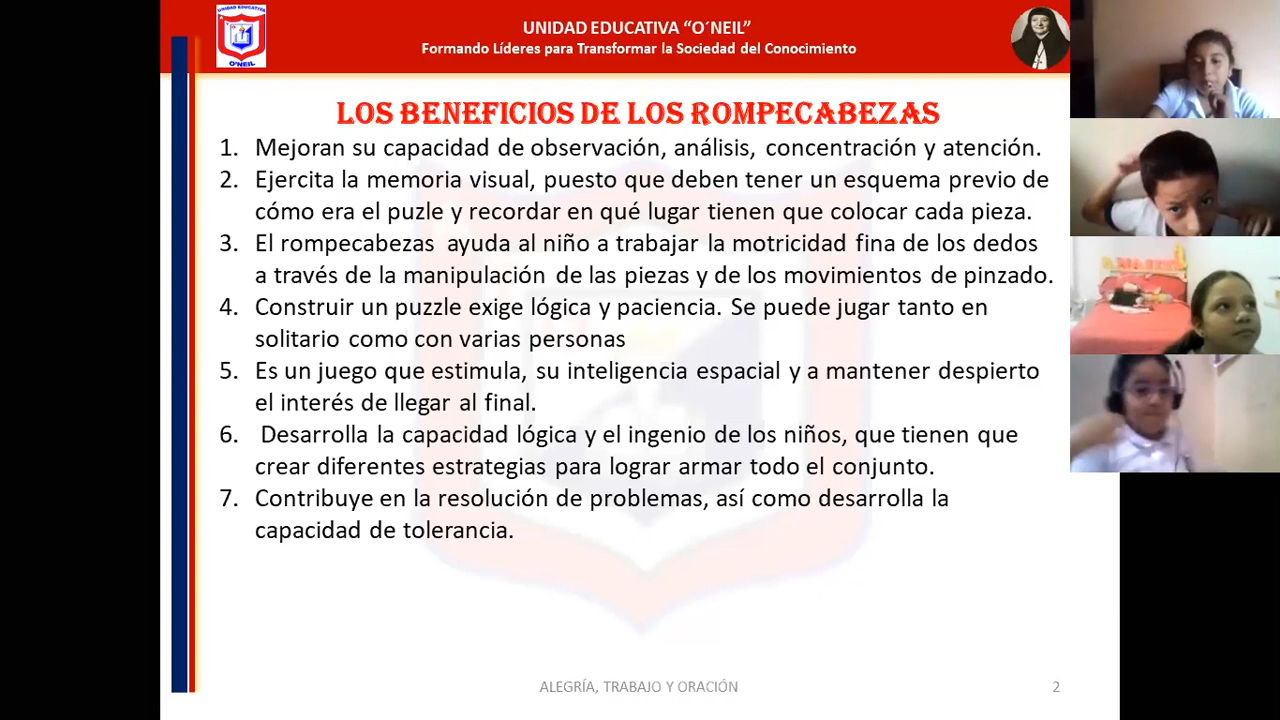 UNIDAD EDUCATIVA
O'NEIL
UNIDAD EDUCATIVA “O´NEIL”
Formando Líderes para Transformar la Sociedad del Conocimiento
LOS BENEFICIOS DE LOS ROMPECABEZAS
1. Mejoran su capacidad de observación, análisis, concentración y atención.
2. Ejercita la memoria visual, puesto que deben tener un esquema previo de
cómo era el puzle y recordar en qué lugar tienen que colocar cada pieza.
3. El rompecabezas ayuda al niño a trabajar la motricidad fina de los dedos
a través de la manipulación de las piezas y de los movimientos de pinzado.
4. Construir un puzzle exige lógica y paciencia. Se puede jugar tanto en
solitario como con varias personas
5. Es un juego que estimula, su inteligencia espacial y a mantener despierto
el interés de llegar al final.
6. Desarrolla la capacidad lógica y el ingenio de los niños, que tienen que
crear diferentes estrategias para lograr armar todo el conjunto.
7. Contribuye en la resolución de problemas, así como desarrolla la
capacidad de tolerancia.
ALEGRÍA, TRABAJO Y ORACIÓN
2